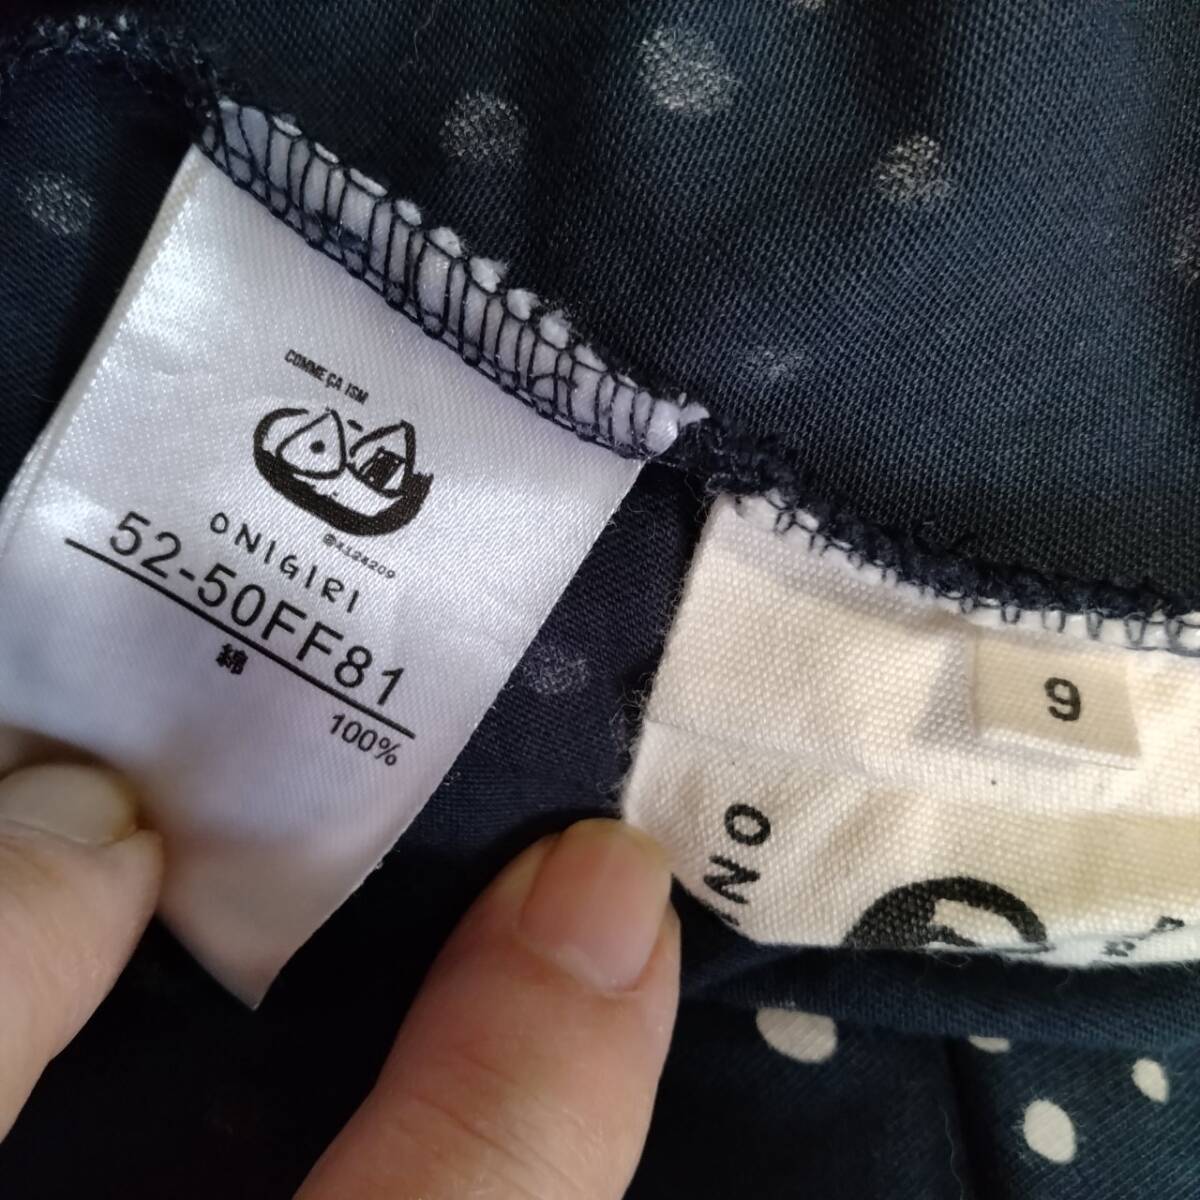 COMME ÇA ISM
ONIGIRI
52-50FF81
綿
100%
9
ON